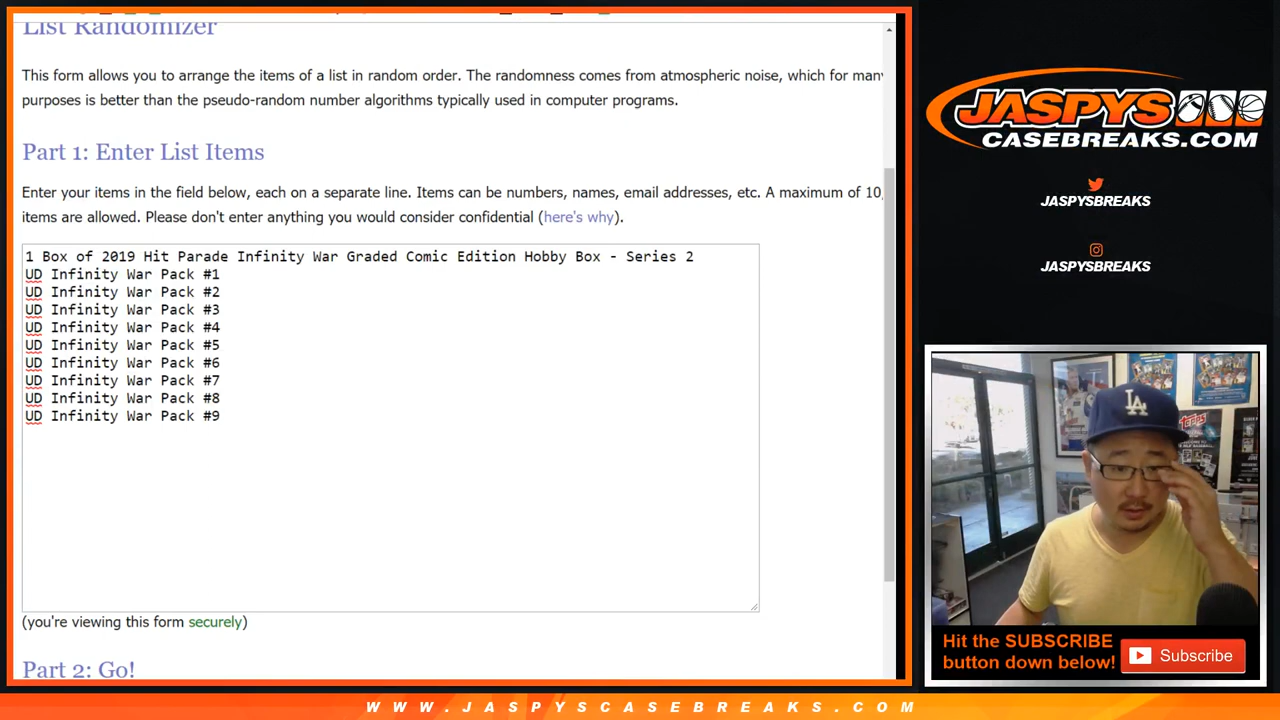 List Randomizer
This form allows you to arrange the items of a list in random order. The randomness comes from atmospheric noise, which for many
purposes is better than the pseudo-random number algorithms typically used in computer programs.
Part 1: Enter List Items
Enter your items in the field below, each on a separate line. Items can be numbers, names, email addresses, etc. A maximum of 10,
items are allowed. Please don't enter anything you would consider confidential (here's why).
1 Box of 2019 Hit Parade Infinity War Graded Comic Edition Hobby Box - Series 2
UD Infinity War Pack #1
UD Infinity War Pack #2
UD Infinity War Pack #3
UD Infinity War Pack #4
UD Infinity War Pack #5
UD Infinity War Pack #6
UD Infinity War Pack #7
UD Infinity War Pack #8
UD Infinity War Pack #9
(you're viewing this form securely)
Part 2: Go!
JASPYS
CASEBREAKS.COM
JASPYSBREAKS
JASPYSBREAKS
LA
TOPPS
Hit the SUBSCRIBE
button down below!
Subscribe
WWW.JASPYSCASEBREAKS.COM